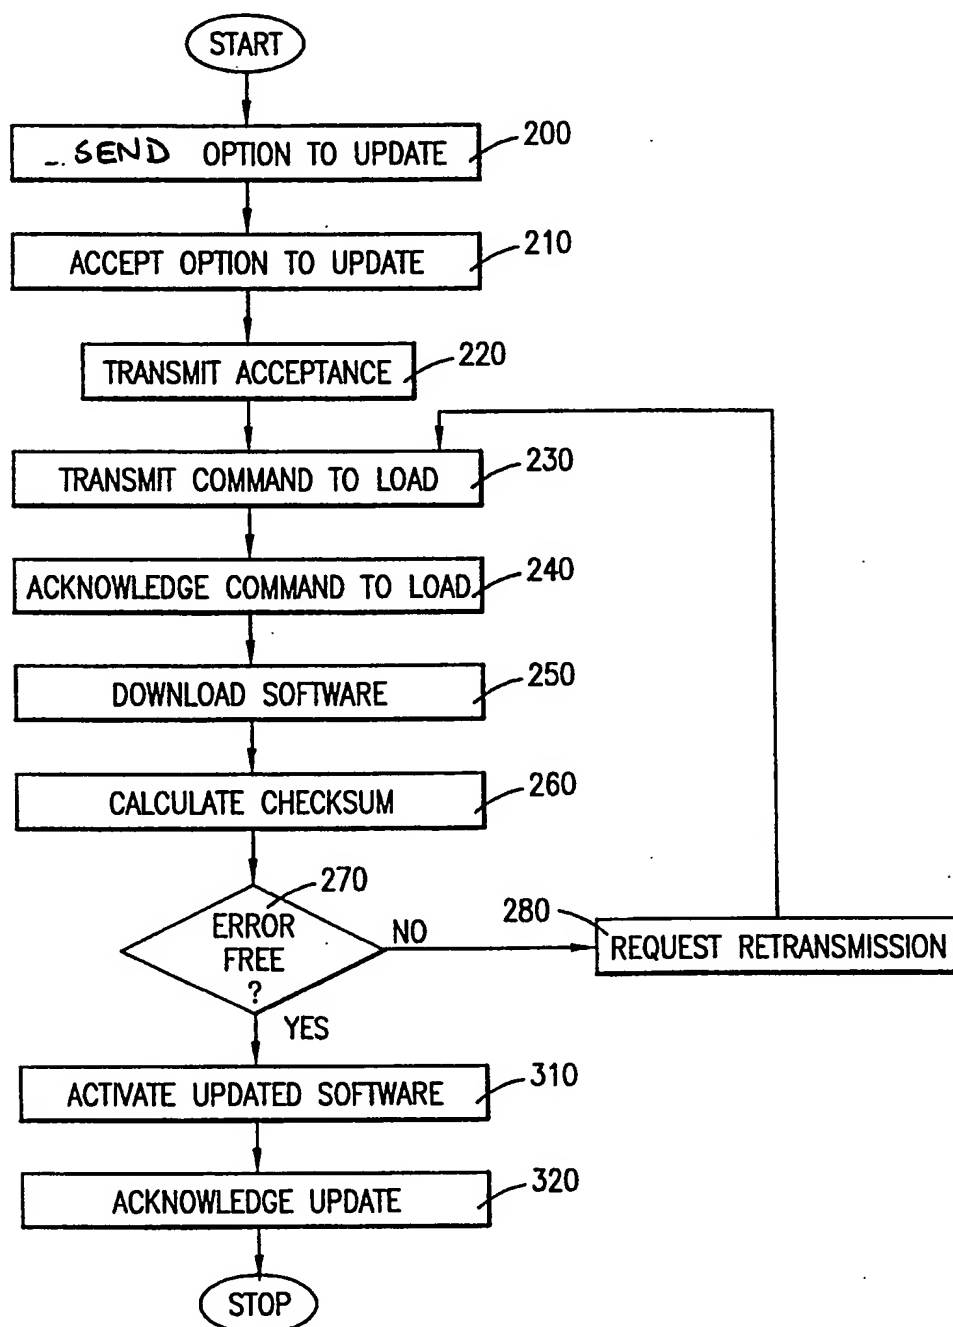 START
SEND OPTION TO UPDATE
200
ACCEPT OPTION TO UPDATE
210
TRANSMIT ACCEPTANCE
220
TRANSMIT COMMAND TO LOAD
230
ACKNOWLEDGE COMMAND TO LOAD
240
DOWNLOAD SOFTWARE
250
CALCULATE CHECKSUM
260
270
ERROR
FREE
?
NO
280
REQUEST RETRANSMISSION
YES
ACTIVATE UPDATED SOFTWARE
310
ACKNOWLEDGE UPDATE
320
STOP